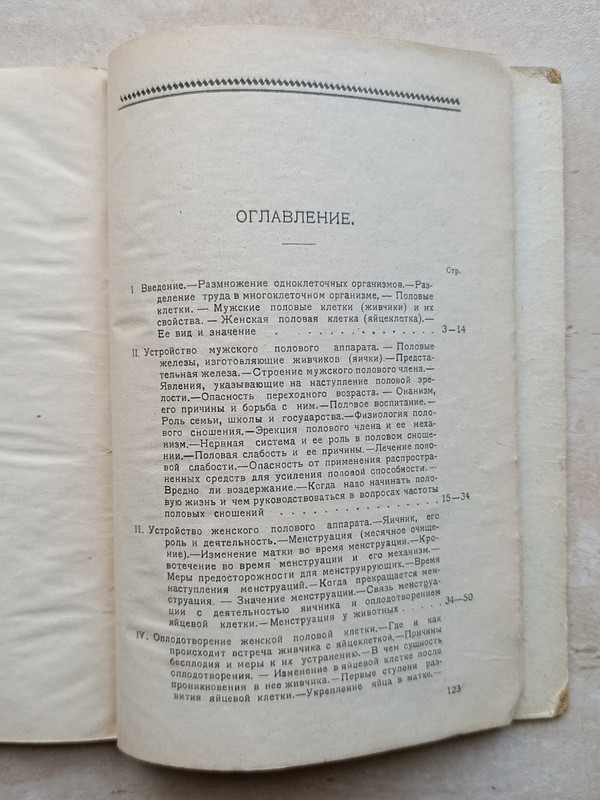 ОГЛАВЛЕНИЕ.
Стр.
I Введение.—Размножение одноклеточных организмов.—Раз-
деление труда в многоклеточном организме. — Половые
клетки. — Мужские половые клетки (живчики) и их
свойства. — Женская половая клетка (яйцеклетка).—
Ее вид и значение . . . . . . . . . . . . 3—14
II. Устройство мужского полового аппарата. — Половые
железы, изготовляющие живчиков (яички).—Предста-
тельная железа.—Строение мужского полового члена.—
Явления, указывающие на наступление половой зре-
лости.—Опасность переходного возраста. — Онанизм,
его причины и борьба с ним.—Половое воспитание.—
Роль семьи, школы и государства.—Физиология поло-
вого сношения.—Эрекция полового члена и ее меха-
низм.—Нервная система и ее роль в половом сноше-
нии.—Половая слабость и ее причины.—Лечение поло-
вой слабости.—Опасность от применения распростра-
ненных средств для усиления половой способности.—
Вредно ли воздержание.—Когда надо начинать поло-
вую жизнь и чем руководствоваться в вопросах частоты
половых сношений . . . . . . . . . . . . 15—34
III. Устройство женского полового аппарата.—Яичник, его
роль и деятельность.—Менструация (месячное очище-
ние).—Изменение матки во время менструации.—Кро-
вотечение во время менструации и его механизм.—
Меры предосторожности для менструирующих.—Время
наступления менструаций.—Когда прекращается мен-
струация. — Значение менструации.—Связь менструа-
ции с деятельностью яичника и оплодотворением
яйцевой клетки.—Менструация у животных . . . . . 34—50
IV. Оплодотворение женской половой клетки.—Где и как
происходит встреча живчика с яйцеклеткой.—Причины
бесплодия и меры к их устранению.—В чем сущность
оплодотворения. — Изменение в яйцевой клетке после
проникновения в нее живчика.—Первые ступени раз-
вития яйцевой клетки.—Укрепление яйца в матке.—
123